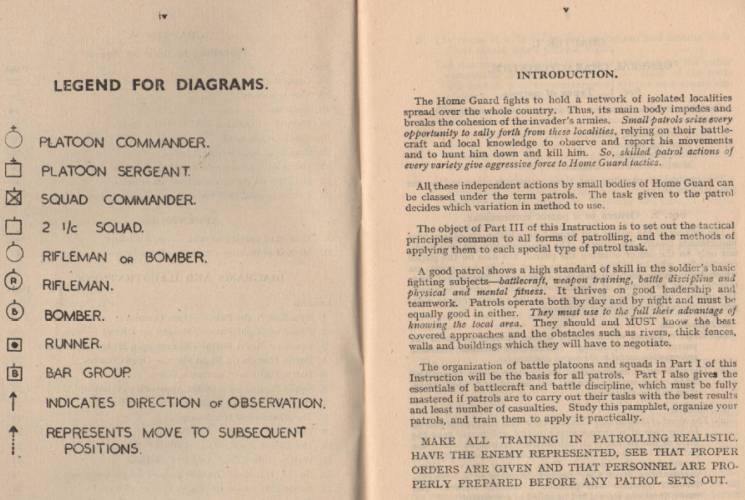 iv
LEGEND FOR DIAGRAMS.
PLATOON COMMANDER.
PLATOON SERGEANT.
SQUAD COMMANDER.
2 I/c SQUAD.
RIFLEMAN OR BOMBER.
R RIFLEMAN.
B BOMBER.
RUNNER.
B BAR GROUP.
INDICATES DIRECTION OF OBSERVATION.
REPRESENTS MOVE TO SUBSEQUENT
POSITIONS.
v
INTRODUCTION.
The Home Guard fights to hold a network of isolated localities
spread over the whole country. Thus, its main body impedes and
breaks the cohesion of the invader's armies. Small patrols seize every
opportunity to sally forth from these localities, relying on their battle-
craft and local knowledge to observe and report his movements
and to hunt him down and kill him. So, skilled patrol actions of
every variety give aggressive force to Home Guard tactics.
All these independent actions by small bodies of Home Guard can
be classed under the term patrols. The task given to the patrol
decides which variation in method to use.
The object of Part III of this Instruction is to set out the tactical
principles common to all forms of patrolling, and the methods of
applying them to each special type of patrol task.
A good patrol shows a high standard of skill in the soldier's basic
fighting subjects—battlecraft, weapon training, battle discipline and
physical and mental fitness. It thrives on good leadership and
teamwork. Patrols operate both by day and by night and must be
equally good in either. They must use to the full their advantage of
knowing the local area. They should and MUST know the best
covered approaches and the obstacles such as rivers, thick fences,
walls and buildings which they will have to negotiate.
The organization of battle platoons and squads in Part I of this
Instruction will be the basis for all patrols. Part I also gives the
essentials of battlecraft and battle discipline, which must be fully
mastered if patrols are to carry out their tasks with the best results
and least number of casualties. Study this pamphlet, organize your
patrols, and train them to apply it practically.
MAKE ALL TRAINING IN PATROLLING REALISTIC.
HAVE THE ENEMY REPRESENTED, SEE THAT PROPER
ORDERS ARE GIVEN AND THAT PERSONNEL ARE PRO-
PERLY PREPARED BEFORE ANY PATROL SETS OUT.